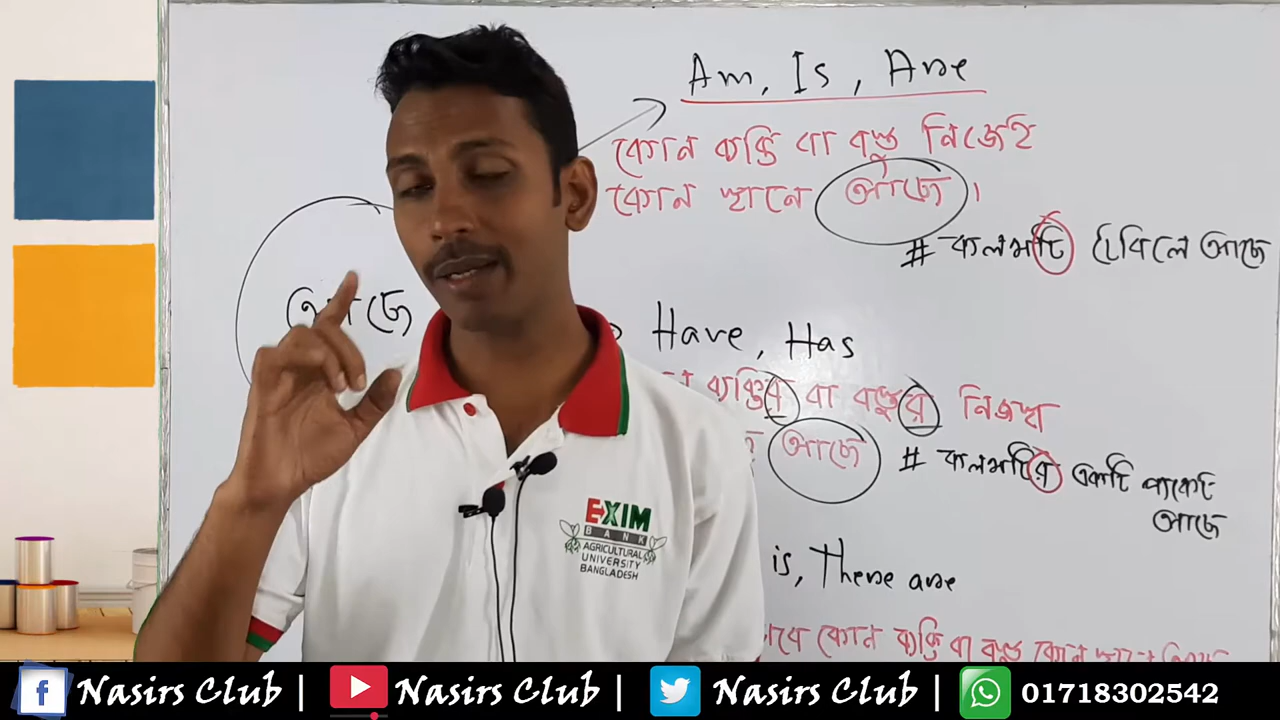 Am, Is, Are
কোন ব্যক্তি বা বস্তু নিজেই
কোন স্থানে আছে।
# কলমটি টেবিলে আছে
আছে
Have, Has
ব্যক্তির বা বস্তুর নিজস্ব
আছে
# কলমটির একটি পকেট
আছে
is, There are
কোন ব্যক্তি বা বস্তু কোন
EXIM
BANK
AGRICULTURAL
UNIVERSITY
BANGLADESH
Nasirs Club | Nasirs Club | Nasirs Club | 01718302542